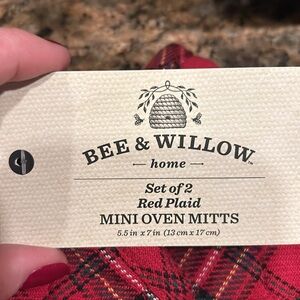 BEE & WILLOW™
home
Set of 2
Red Plaid
MINI OVEN MITTS
5.5 in x 7 in (13 cm x 17 cm)